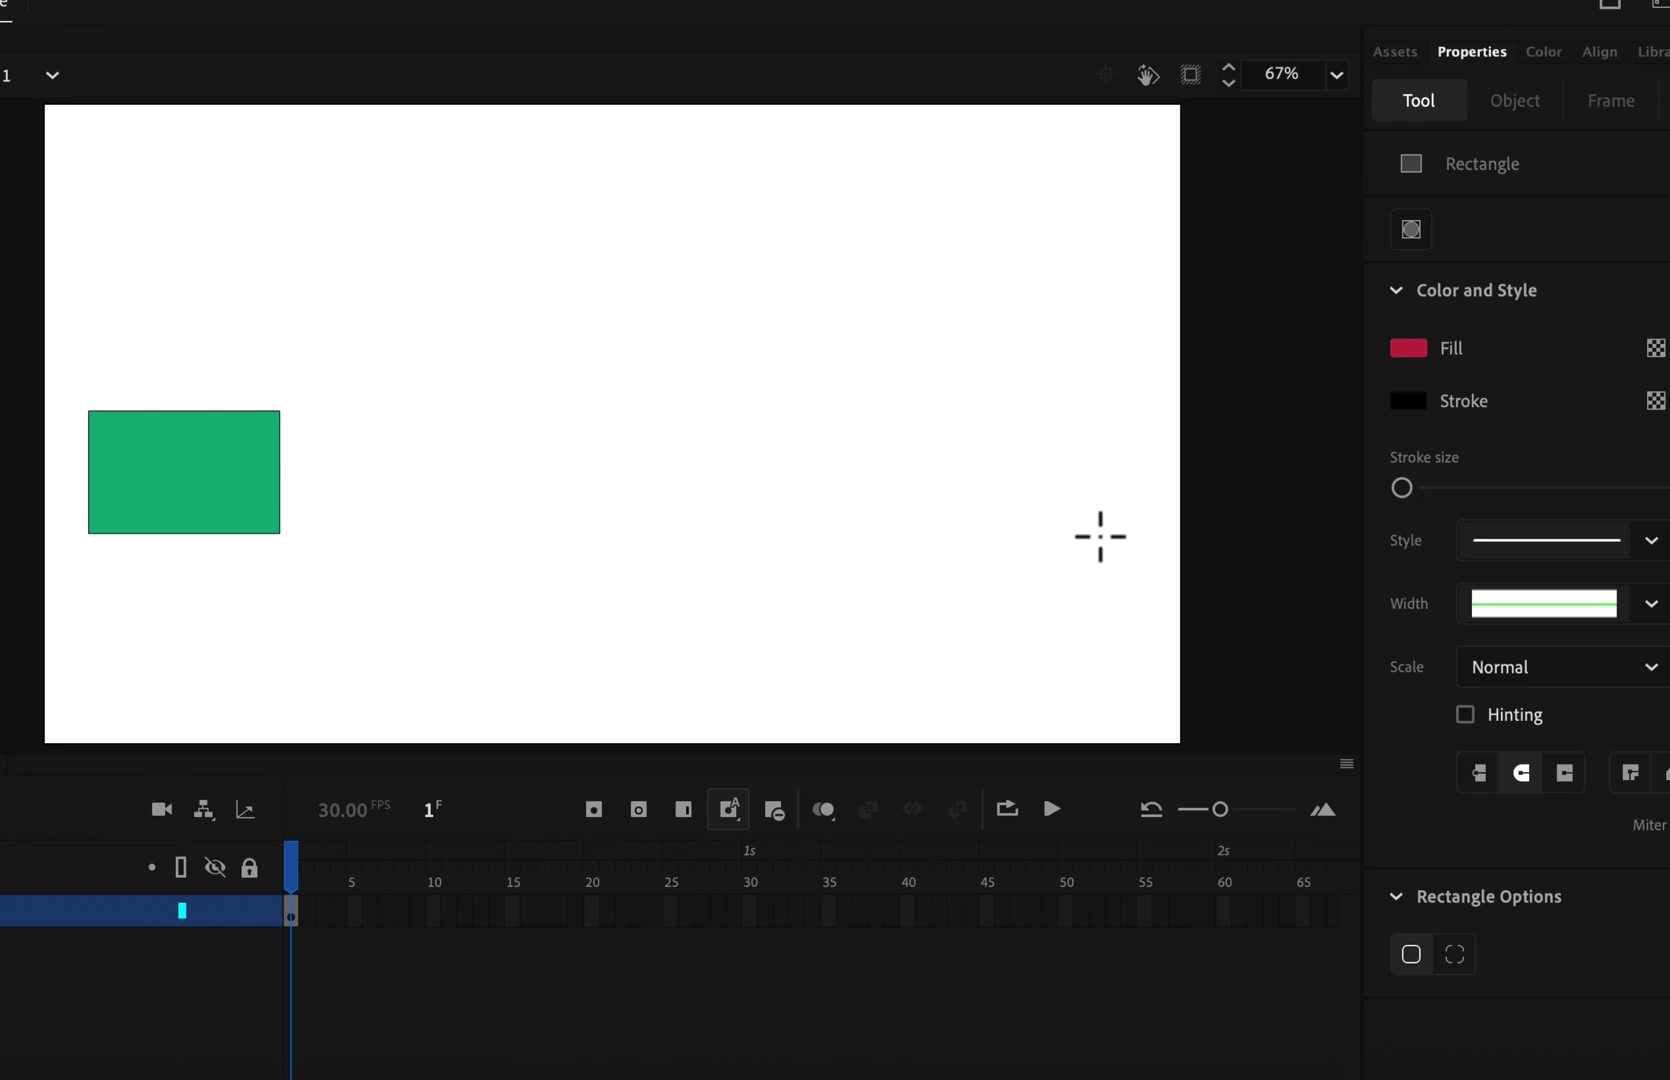 Assets Properties Color Align Libra
1 67%
Tool Object Frame
Rectangle
Color and Style
Fill
Stroke
Stroke size
Style
Width
Scale Normal
Hinting
Miter
30.00 FPS 1 F
A
1s 2s
5 10 15 20 25 30 35 40 45 50 55 60 65
Rectangle Options